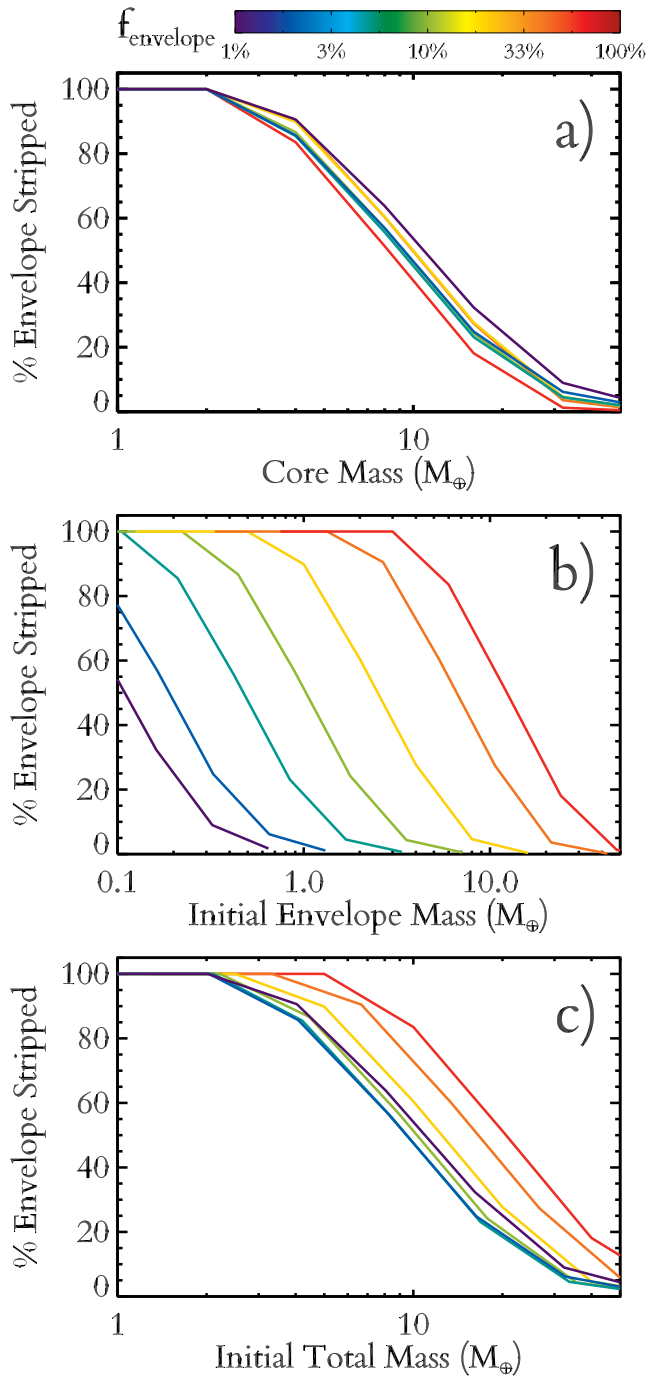 f_envelope
1% 3% 10% 33% 100%
a)
% Envelope Stripped
100
80
60
40
20
0
1 10
Core Mass (M⊕)
b)
% Envelope Stripped
100
80
60
40
20
0
0.1 1.0 10.0
Initial Envelope Mass (M⊕)
c)
% Envelope Stripped
100
80
60
40
20
0
1 10
Initial Total Mass (M⊕)